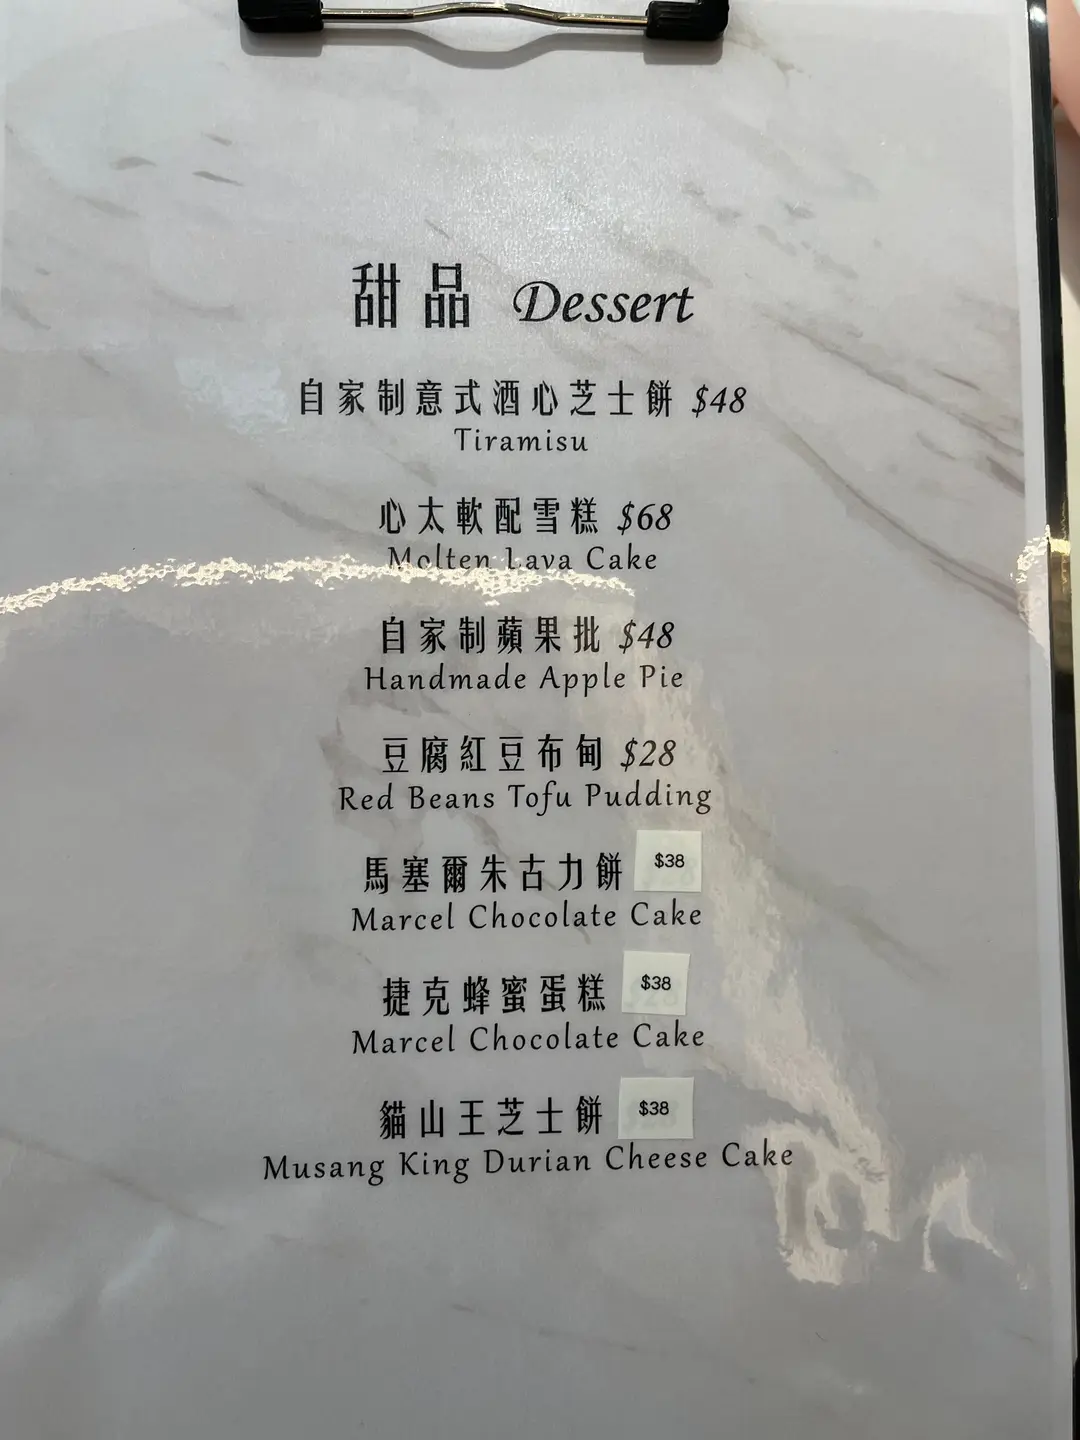 甜品 Dessert
自家制意式酒心芝士餅 $48
Tiramisu
心太軟配雪糕 $68
Molten Lava Cake
自家制蘋果批 $48
Handmade Apple Pie
豆腐紅豆布甸 $28
Red Beans Tofu Pudding
馬塞爾朱古力餅 $38
Marcel Chocolate Cake
捷克蜂蜜蛋糕 $38
Marcel Chocolate Cake
貓山王芝士餅 $38
Musang King Durian Cheese Cake